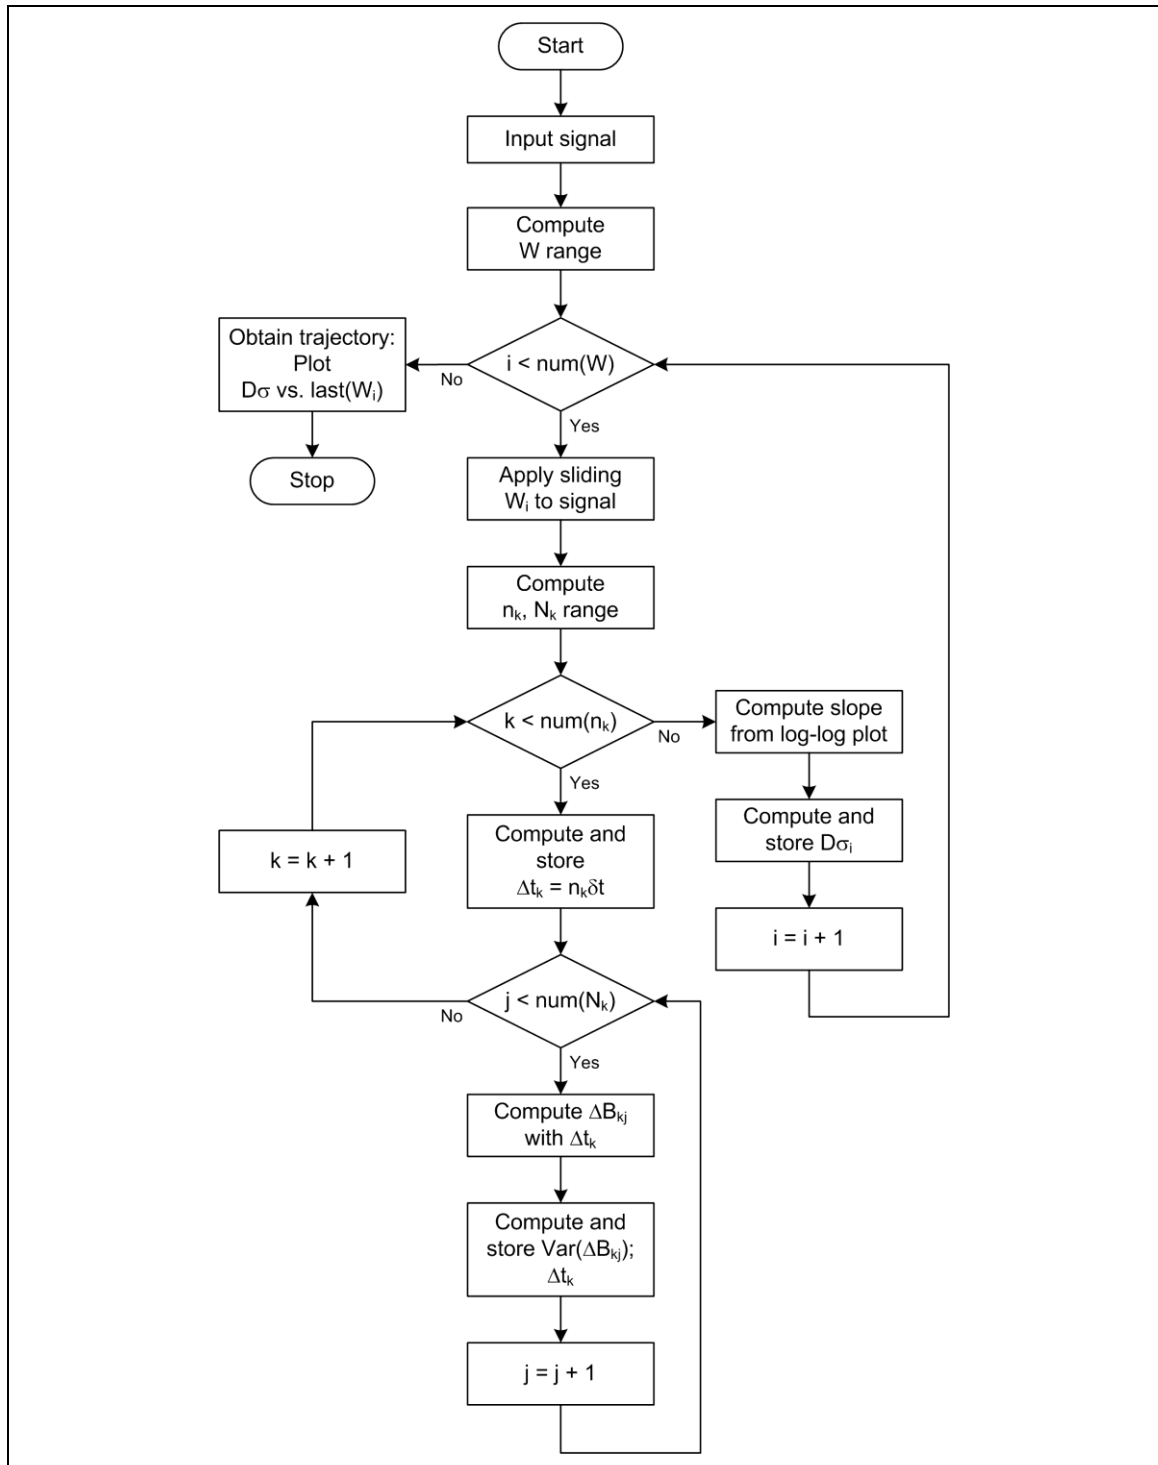 Start
Input signal
Compute
W range
i < num(W)
No
Yes
Obtain trajectory:
Plot
Dσ vs. last(Wᵢ)
Stop
Apply sliding
Wᵢ to signal
Compute
nₖ, Nₖ range
k < num(nₖ)
No
Yes
Compute slope
from log-log plot
Compute and
store Dσᵢ
i = i + 1
Compute and
store
Δtₖ = nₖδt
k = k + 1
j < num(Nₖ)
No
Yes
Compute ΔBₖⱼ
with Δtₖ
Compute and
store Var(ΔBₖⱼ);
Δtₖ
j = j + 1